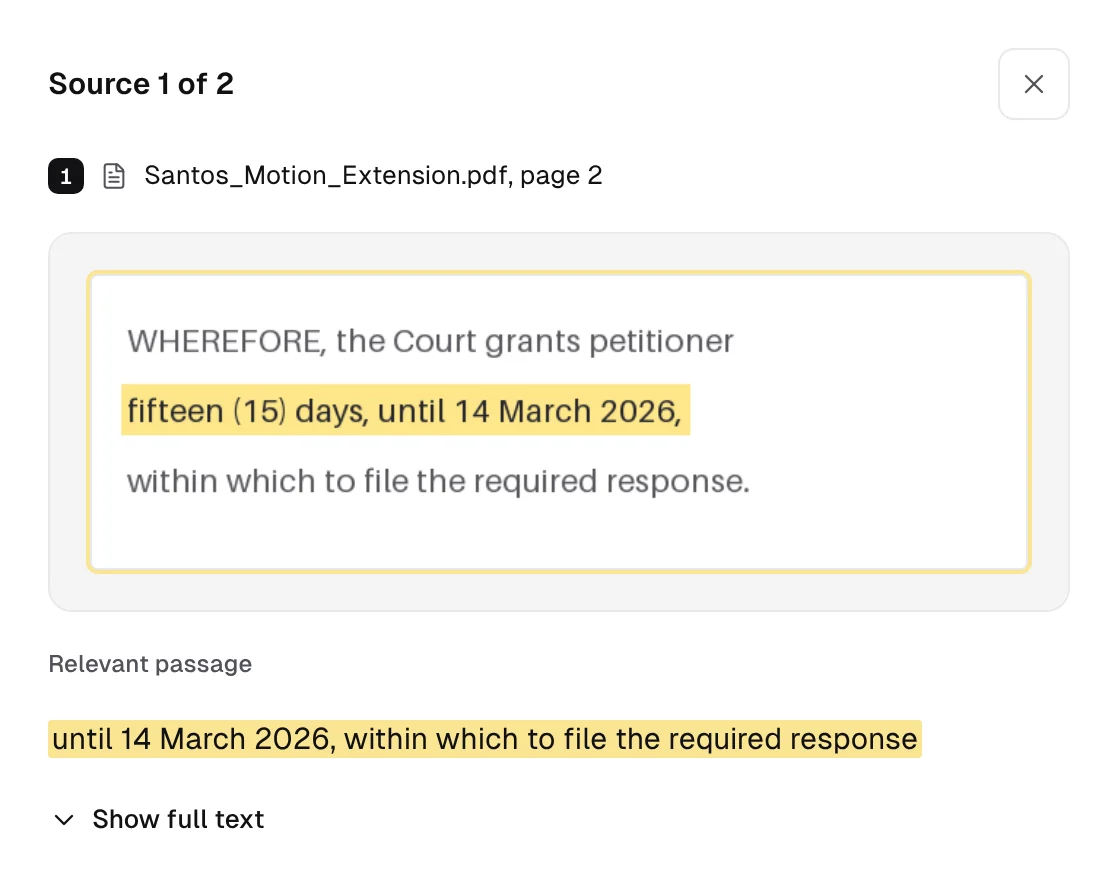 Source 1 of 2
1 Santos_Motion_Extension.pdf, page 2
WHEREFORE, the Court grants petitioner
fifteen (15) days, until 14 March 2026,
within which to file the required response.
Relevant passage
until 14 March 2026, within which to file the required response
Show full text